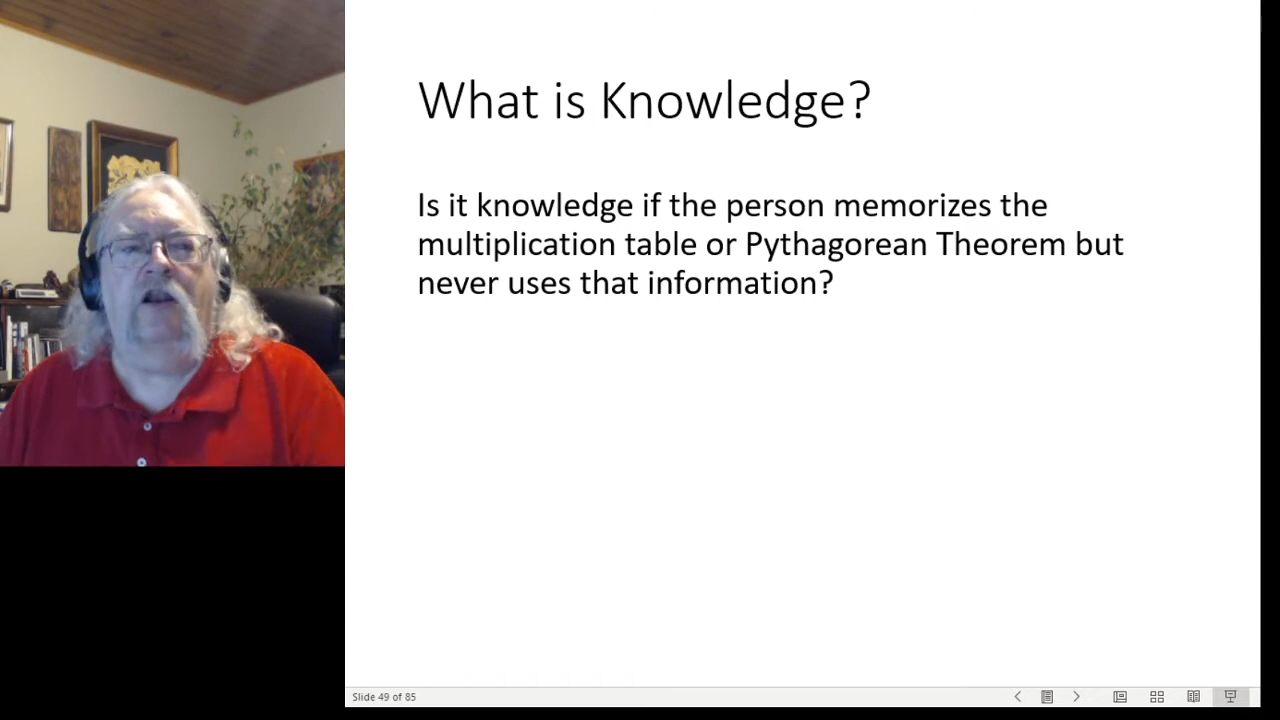 What is Knowledge?
Is it knowledge if the person memorizes the
multiplication table or Pythagorean Theorem but
never uses that information?
Slide 49 of 85